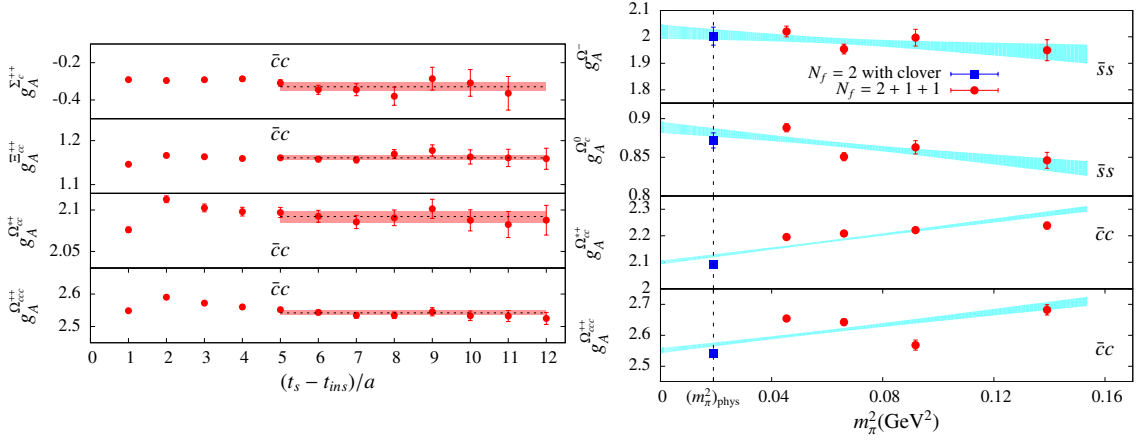 g_A^{Σ_c^{++}}
-0.2
-0.4
c̄c
g_A^{Ξ_{cc}^{++}}
1.16
1.1
c̄c
g_A^{Ω_{cc}^{*+}}
2.1
2.05
c̄c
g_A^{Ω_{ccc}^{++}}
2.6
2.5
c̄c
0 1 2 3 4 5 6 7 8 9 10 11 12
(t_s − t_{ins})/a
g_A^{Ω^−}
2.1
2
1.9
1.8
s̄s
N_f = 2 with clover
N_f = 2 + 1 + 1
g_A^{Ω_c^0}
0.9
0.85
0.8
s̄s
2.3
2.2
2.1
2
c̄c
g_A^{Ω_{ccc}^{++}}
2.7
2.6
2.5
c̄c
0 (m_π^2)_{phys} 0.04 0.08 0.12 0.16
m_π^2(GeV^2)